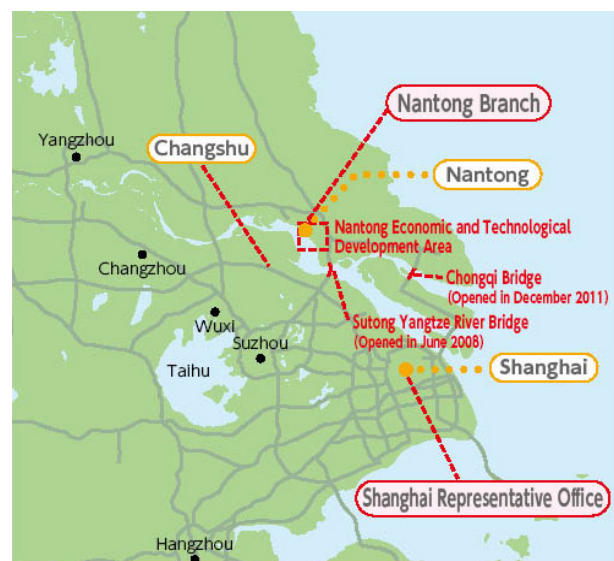 Nantong Branch
Yangzhou
Changshu
Nantong
Nantong Economic and Technological
Development Area
Changzhou
Chongqi Bridge
(Opened in December 2011)
Wuxi
Sutong Yangtze River Bridge
(Opened in June 2008)
Suzhou
Taihu
Shanghai
Shanghai Representative Office
Hangzhou